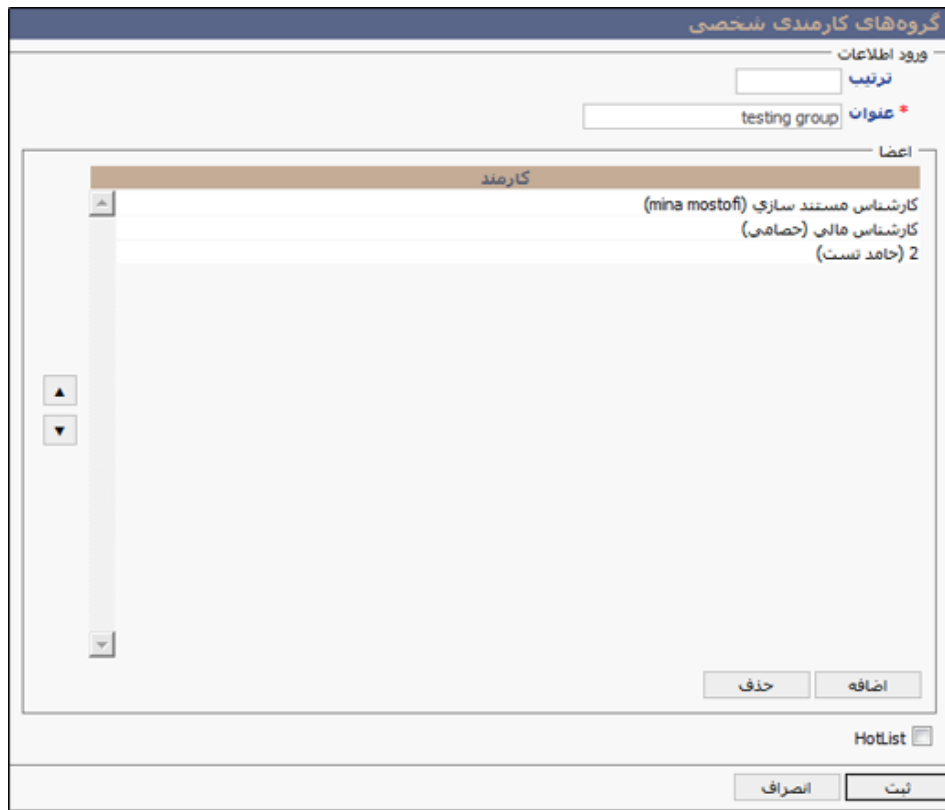 گروه‌های کارمندی شخصی
ورود اطلاعات
ترتیب
* عنوان testing group
اعضا
کارمند
کارشناس مستند سازي (mina mostofi)
کارشناس مالی (حصامی)
2 (حامد تست)
اضافه حذف
HotList
ثبت انصراف